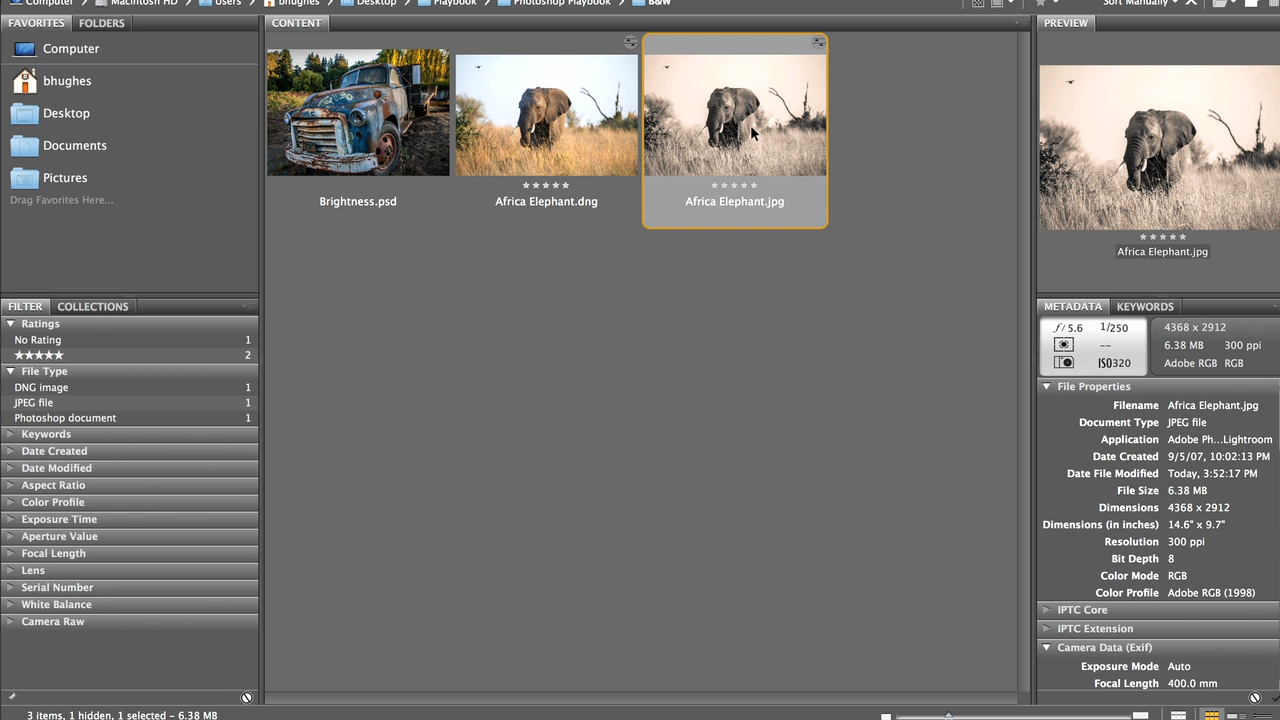 Computer Macintosh HD Users bhughes Desktop Playbook Photoshop Playbook B&W
Sort Manually
FAVORITES FOLDERS
Computer
bhughes
Desktop
Documents
Pictures
Drag Favorites Here...
CONTENT
Brightness.psd
Africa Elephant.dng
Africa Elephant.jpg
PREVIEW
Africa Elephant.jpg
FILTER COLLECTIONS
Ratings
No Rating 1
★★★★★ 2
File Type
DNG image 1
JPEG file 1
Photoshop document 1
Keywords
Date Created
Date Modified
Aspect Ratio
Color Profile
Exposure Time
Aperture Value
Focal Length
Lens
Serial Number
White Balance
Camera Raw
METADATA KEYWORDS
f/ 5.6 1/250
--
ISO320
4368 x 2912
6.38 MB 300 ppi
Adobe RGB RGB
File Properties
Filename Africa Elephant.jpg
Document Type JPEG file
Application Adobe Ph...Lightroom
Date Created 9/5/07, 10:02:13 PM
Date File Modified Today, 3:52:17 PM
File Size 6.38 MB
Dimensions 4368 x 2912
Dimensions (in inches) 14.6" x 9.7"
Resolution 300 ppi
Bit Depth 8
Color Mode RGB
Color Profile Adobe RGB (1998)
IPTC Core
IPTC Extension
Camera Data (Exif)
Exposure Mode Auto
Focal Length 400.0 mm
3 items, 1 hidden, 1 selected – 6.38 MB